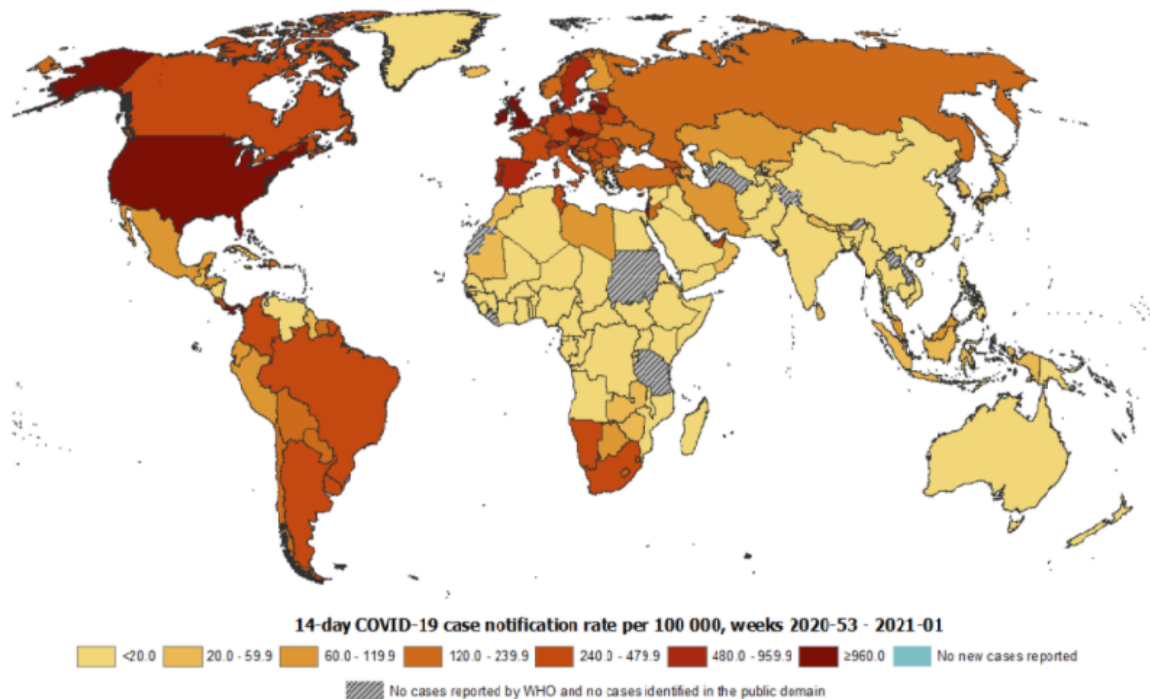 14-day COVID-19 case notification rate per 100 000, weeks 2020-53 - 2021-01
<20.0 20.0 - 59.9 60.0 - 119.9 120.0 - 239.9 240.0 - 479.9 480.0 - 959.9 ≥960.0 No new cases reported
No cases reported by WHO and no cases identified in the public domain